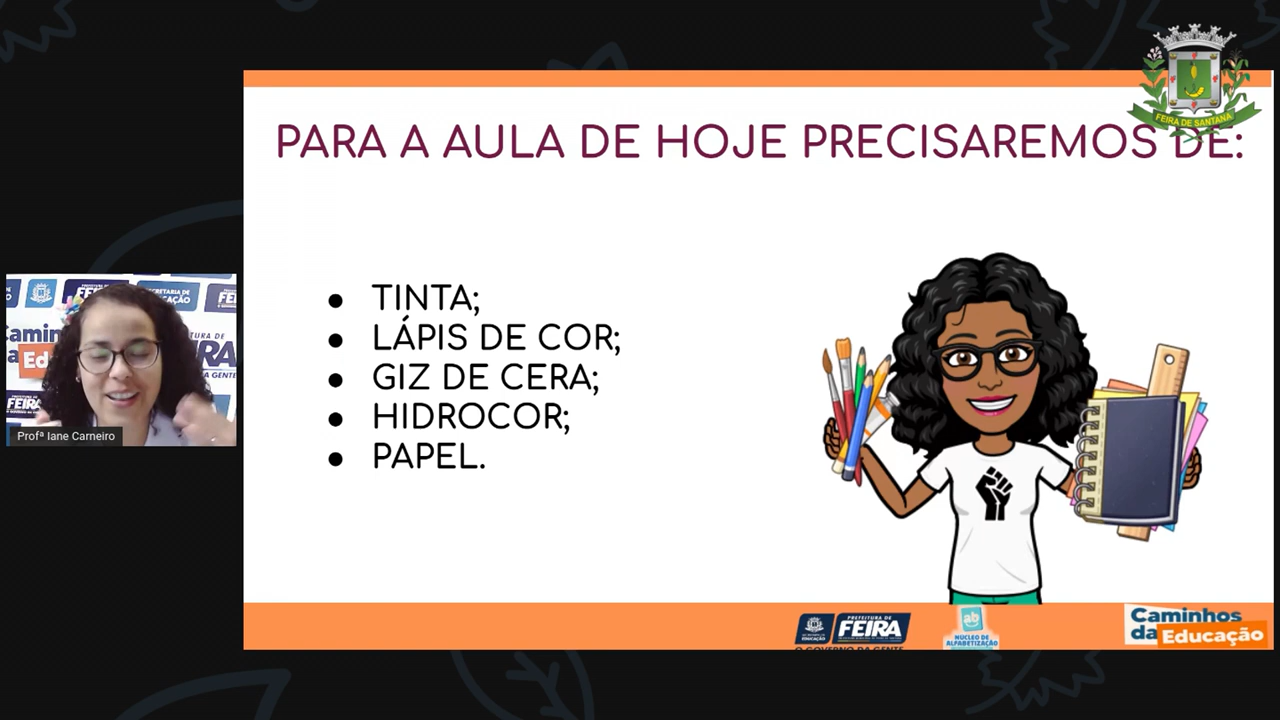 FEIRA DE SANTANA
PARA A AULA DE HOJE PRECISAREMOS DE:
● TINTA;
● LÁPIS DE COR;
● GIZ DE CERA;
● HIDROCOR;
● PAPEL.
Profª Iane Carneiro
PREFEITURA DE
FEIRA
O GOVERNO DA GENTE
ab
NÚCLEO DE
ALFABETIZAÇÃO
Caminhos
da Educação